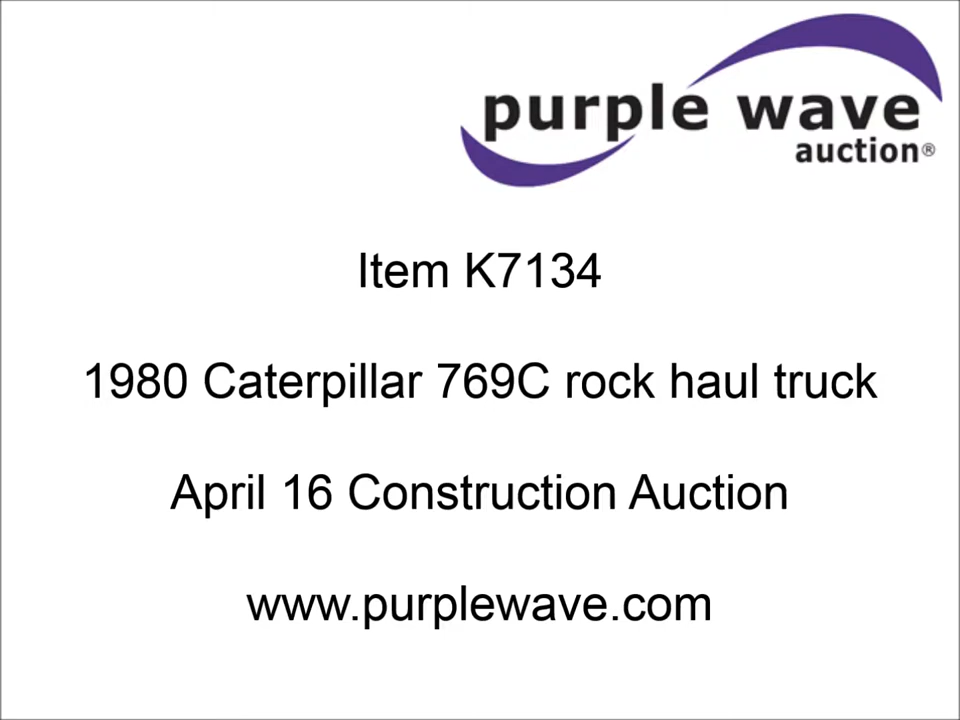 purple wave
auction®
Item K7134
1980 Caterpillar 769C rock haul truck
April 16 Construction Auction
www.purplewave.com